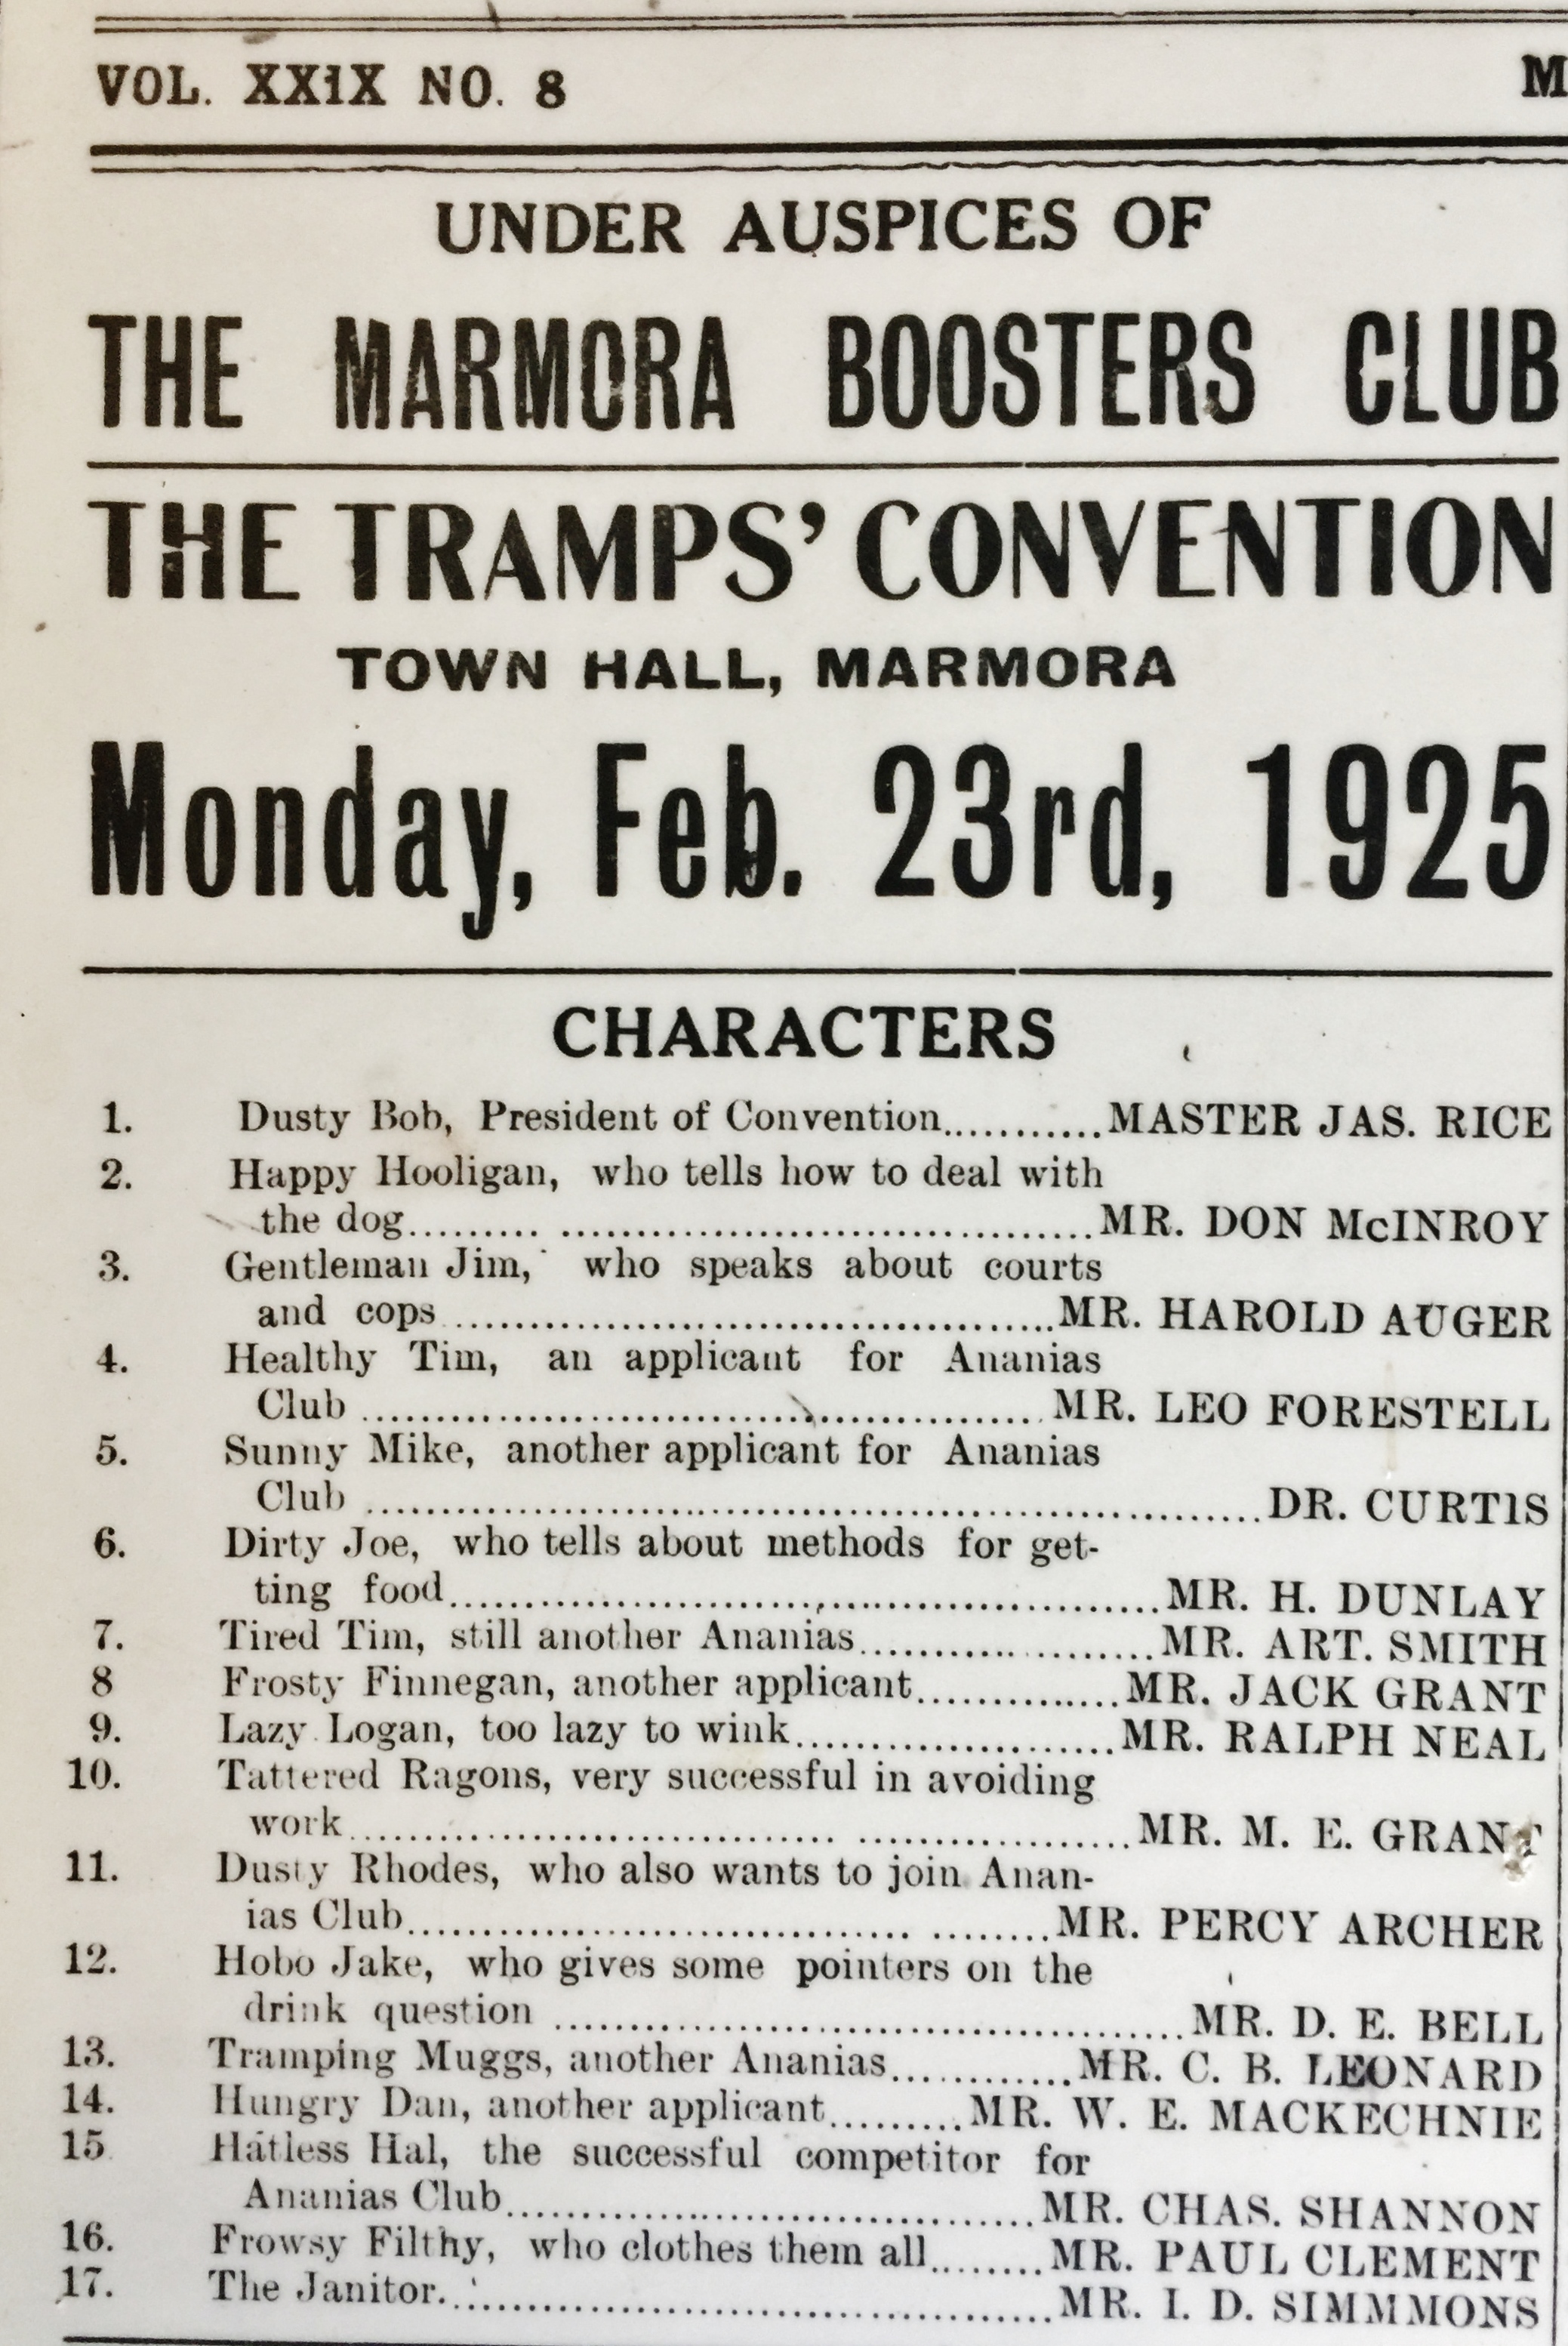 VOL. XXIX NO. 8 M
UNDER AUSPICES OF
THE MARMORA BOOSTERS CLUB
THE TRAMPS' CONVENTION
TOWN HALL, MARMORA
Monday, Feb. 23rd, 1925
CHARACTERS
1. Dusty Bob, President of Convention...........MASTER JAS. RICE
2. Happy Hooligan, who tells how to deal with
the dog......... ....................................MR. DON McINROY
3. Gentleman Jim, who speaks about courts
and cops.........................................MR. HAROLD AUGER
4. Healthy Tim, an applicant for Ananias
Club ..............................................MR. LEO FORESTELL
5. Sunny Mike, another applicant for Ananias
Club .............................................................DR. CURTIS
6. Dirty Joe, who tells about methods for get-
ting food................................................MR. H. DUNLAY
7. Tired Tim, still another Ananias....................MR. ART. SMITH
8 Frosty Finnegan, another applicant..............MR. JACK GRANT
9. Lazy Logan, too lazy to wink......................MR. RALPH NEAL
10. Tattered Ragons, very successful in avoiding
work................................. ...................MR. M. E. GRANT
11. Dusty Rhodes, who also wants to join Anan-
ias Club.................................. ........MR. PERCY ARCHER
12. Hobo Jake, who gives some pointers on the
drink question ...........................................MR. D. E. BELL
13. Tramping Muggs, another Ananias............MR. C. B. LEONARD
14. Hungry Dan, another applicant.........MR. W. E. MACKECHNIE
15 Hatless Hal, the successful competitor for
Ananias Club....................................MR. CHAS. SHANNON
16. Frowsy Filthy, who clothes them all........MR. PAUL CLEMENT
17. The Janitor..........................................MR. I. D. SIMMMONS